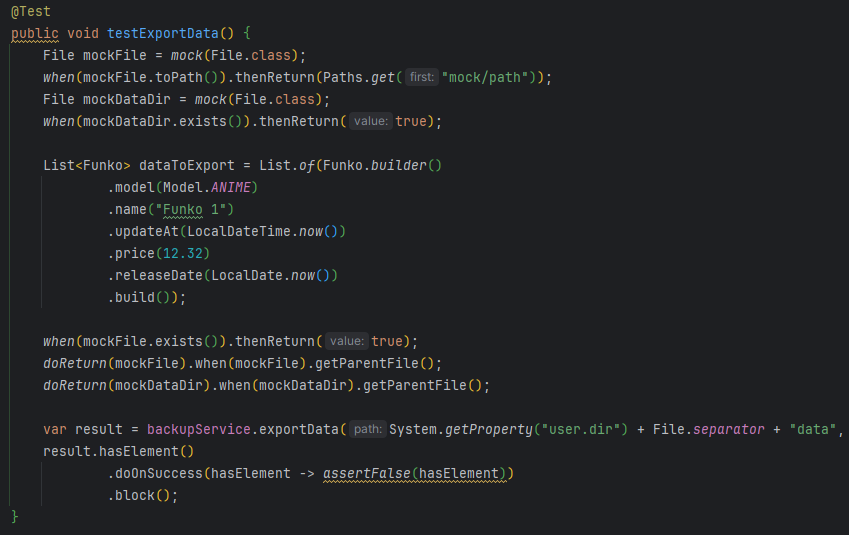 @Test
public void testExportData() {
    File mockFile = mock(File.class);
    when(mockFile.toPath()).thenReturn(Paths.get( first: "mock/path"));
    File mockDataDir = mock(File.class);
    when(mockDataDir.exists()).thenReturn( value: true);

    List<Funko> dataToExport = List.of(Funko.builder()
            .model(Model.ANIME)
            .name("Funko 1")
            .updateAt(LocalDateTime.now())
            .price(12.32)
            .releaseDate(LocalDate.now())
            .build());

    when(mockFile.exists()).thenReturn( value: true);
    doReturn(mockFile).when(mockFile).getParentFile();
    doReturn(mockDataDir).when(mockDataDir).getParentFile();

    var result = backupService.exportData( path: System.getProperty("user.dir") + File.separator + "data",
    result.hasElement()
            .doOnSuccess(hasElement -> assertFalse(hasElement))
            .block();
}